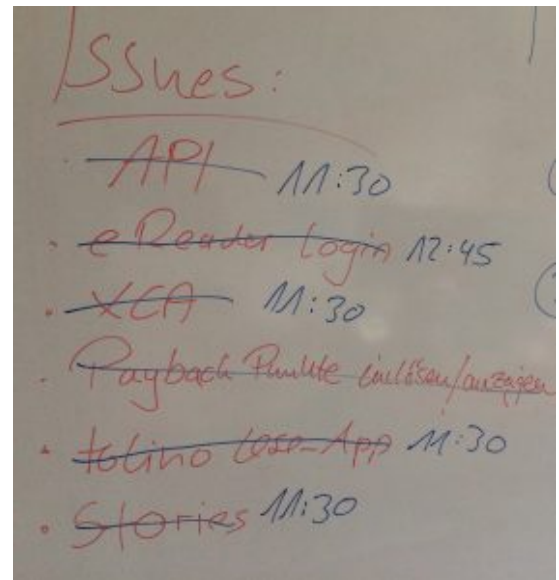 Issues:
API 11:30
eReader Login 12:45
XCA 11:30
Payback Punkte einlösen/anzeigen
tolino Lese-App 11:30
Stories 11:30